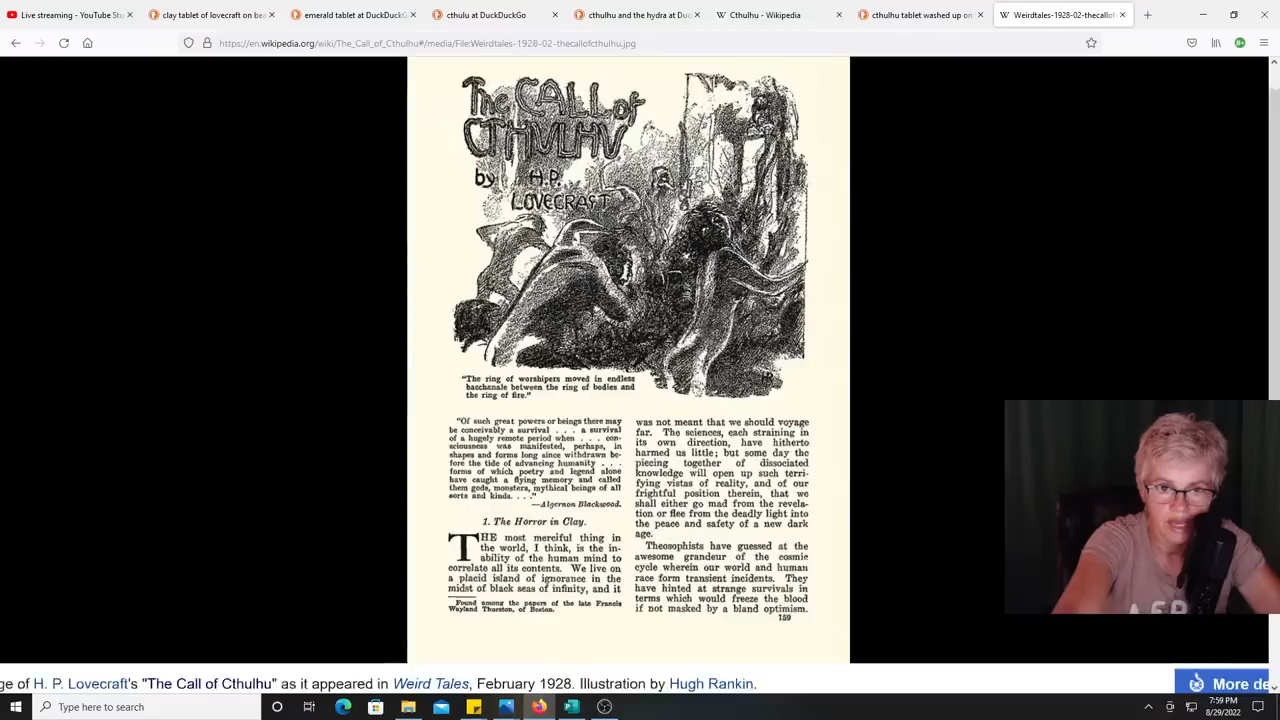 Live streaming - YouTube Stu
clay tablet of lovecraft on bea
emerald tablet at DuckDuckG
cthulu at DuckDuckGo
cthulhu and the hydra at Duc
Cthulhu - Wikipedia
cthulhu tablet washed up on
Weirdtales-1928-02-thecallof
https://en.wikipedia.org/wiki/The_Call_of_Cthulhu#/media/File:Weirdtales-1928-02-thecallofcthulhu.jpg
The CALL of
CTHULHU
by H.P.
LOVECRAFT
"The ring of worshipers moved in endless
bacchanale between the ring of bodies and
the ring of fire."
"Of such great powers or beings there may
be conceivably a survival . . . a survival
of a hugely remote period when . . . con-
sciousness was manifested, perhaps, in
shapes and forms long since withdrawn be-
fore the tide of advancing humanity . . .
forms of which poetry and legend alone
have caught a flying memory and called
them gods, monsters, mythical beings of all
sorts and kinds. . . ."
—Algernon Blackwood.
1. The Horror in Clay.
THE most merciful thing in
the world, I think, is the in-
ability of the human mind to
correlate all its contents. We live on
a placid island of ignorance in the
midst of black seas of infinity, and it
Found among the papers of the late Francis
Wayland Thurston, of Boston.
was not meant that we should voyage
far. The sciences, each straining in
its own direction, have hitherto
harmed us little; but some day the
piecing together of dissociated
knowledge will open up such terri-
fying vistas of reality, and of our
frightful position therein, that we
shall either go mad from the revela-
tion or flee from the deadly light into
the peace and safety of a new dark
age.
Theosophists have guessed at the
awesome grandeur of the cosmic
cycle wherein our world and human
race form transient incidents. They
have hinted at strange survivals in
terms which would freeze the blood
if not masked by a bland optimism.
159
ge of H. P. Lovecraft's "The Call of Cthulhu" as it appeared in Weird Tales, February 1928. Illustration by Hugh Rankin.
More de
Type here to search
7:59 PM
8/29/2022